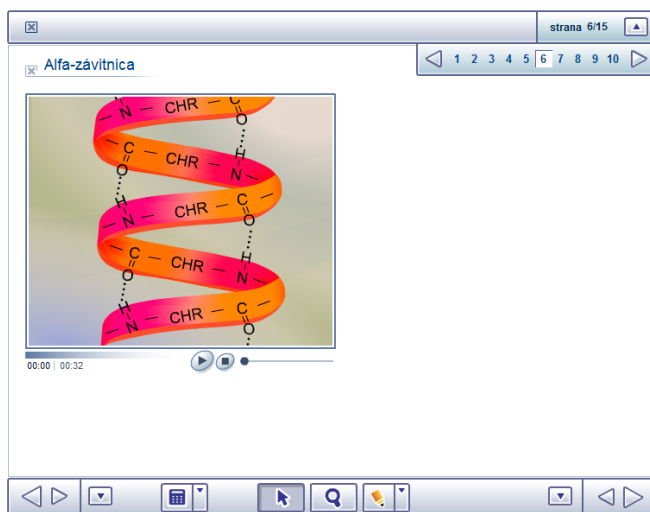 strana 6/15
1 2 3 4 5 6 7 8 9 10
Alfa-závitnica
N — CHR — C
O
H
C — CHR — N
O
H
N — CHR — C
O
H
C — CHR — N
O
H
N — CHR — C
O
00:00 | 00:32